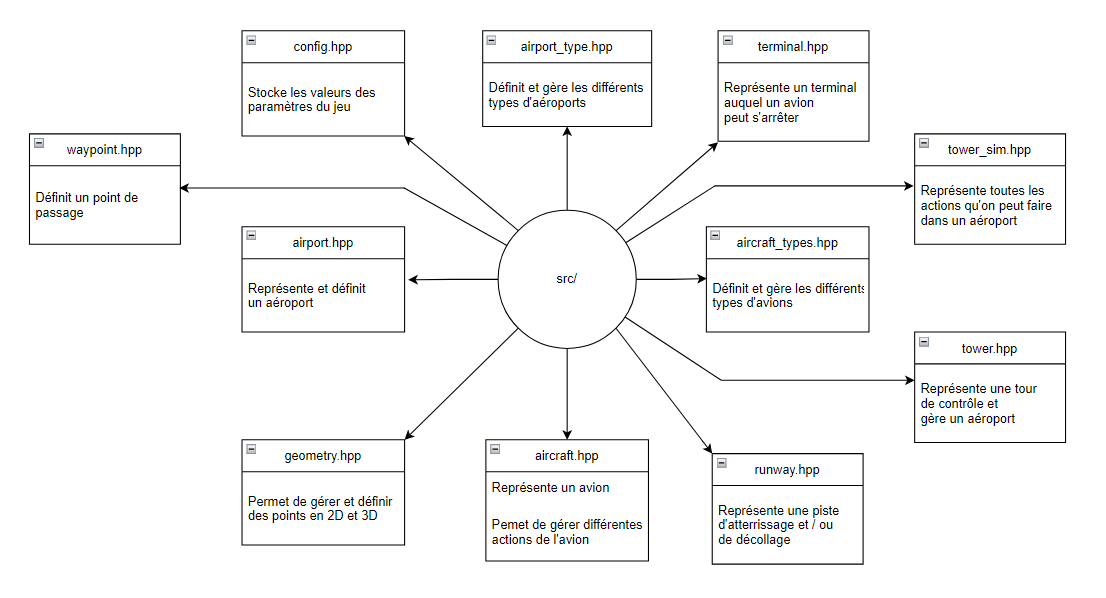 config.hpp
Stocke les valeurs des
paramètres du jeu
airport_type.hpp
Définit et gère les différents
types d'aéroports
terminal.hpp
Représente un terminal
auquel un avion
peut s'arrêter
waypoint.hpp
Définit un point de
passage
tower_sim.hpp
Représente toutes les
actions qu'on peut faire
dans un aéroport
airport.hpp
Représente et définit
un aéroport
src/
aircraft_types.hpp
Définit et gère les différents
types d'avions
tower.hpp
Représente une tour
de contrôle et
gère un aéroport
geometry.hpp
Permet de gérer et définir
des points en 2D et 3D
aircraft.hpp
Représente un avion
Pemet de gérer différentes
actions de l'avion
runway.hpp
Représente une piste
d'atterrissage et / ou
de décollage